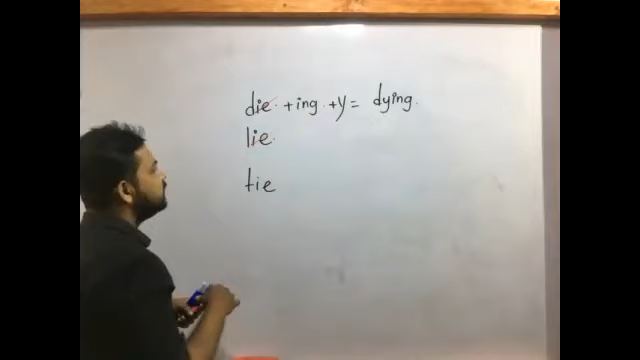 die +ing +y = dying.
lie
tie